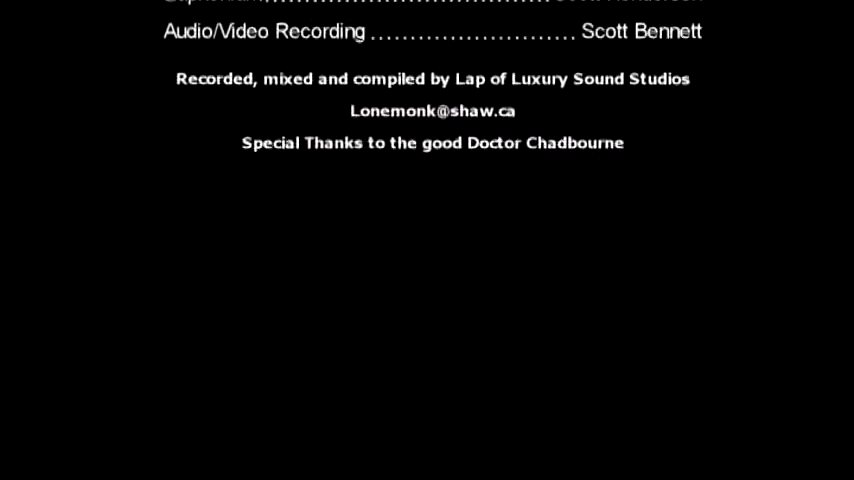 Audio/Video Recording .......................... Scott Bennett
Recorded, mixed and compiled by Lap of Luxury Sound Studios
Lonemonk@shaw.ca
Special Thanks to the good Doctor Chadbourne